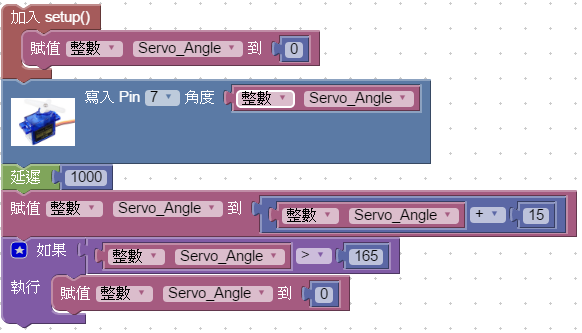 加入 setup()
賦值 整數 Servo_Angle 到 0
寫入 Pin 7 角度 整數 Servo_Angle
延遲 1000
賦值 整數 Servo_Angle 到 整數 Servo_Angle + 15
如果 整數 Servo_Angle > 165
執行 賦值 整數 Servo_Angle 到 0